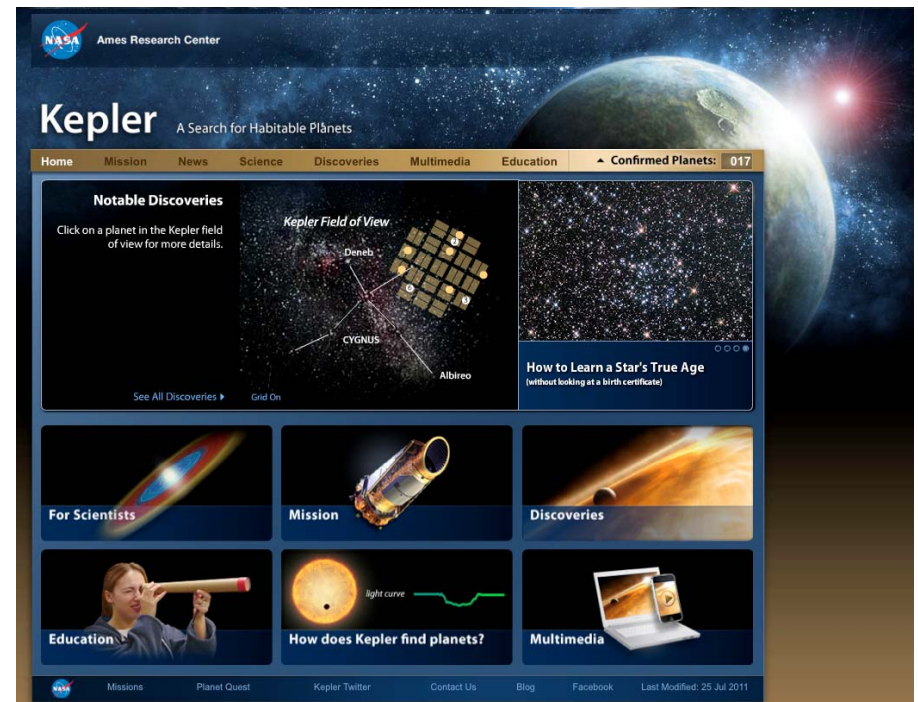 NASA
Ames Research Center
Kepler A Search for Habitable Planets
Home Mission News Science Discoveries Multimedia Education Confirmed Planets: 017
Notable Discoveries
Click on a planet in the Kepler field
of view for more details.
See All Discoveries
Kepler Field of View
Deneb
CYGNUS
Albireo
Grid On
How to Learn a Star's True Age
(without looking at a birth certificate)
For Scientists
Mission
Discoveries
Education
light curve
How does Kepler find planets?
Multimedia
NASA Missions Planet Quest Kepler Twitter Contact Us Blog Facebook Last Modified: 25 Jul 2011